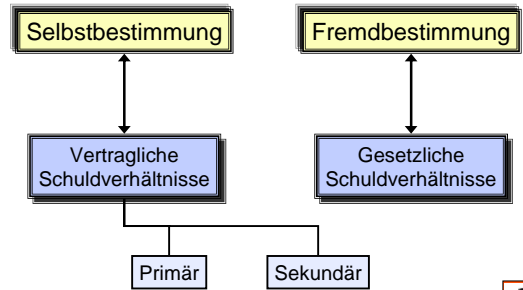 Selbstbestimmung
Fremdbestimmung
Vertragliche
Schuldverhältnisse
Gesetzliche
Schuldverhältnisse
Primär
Sekundär